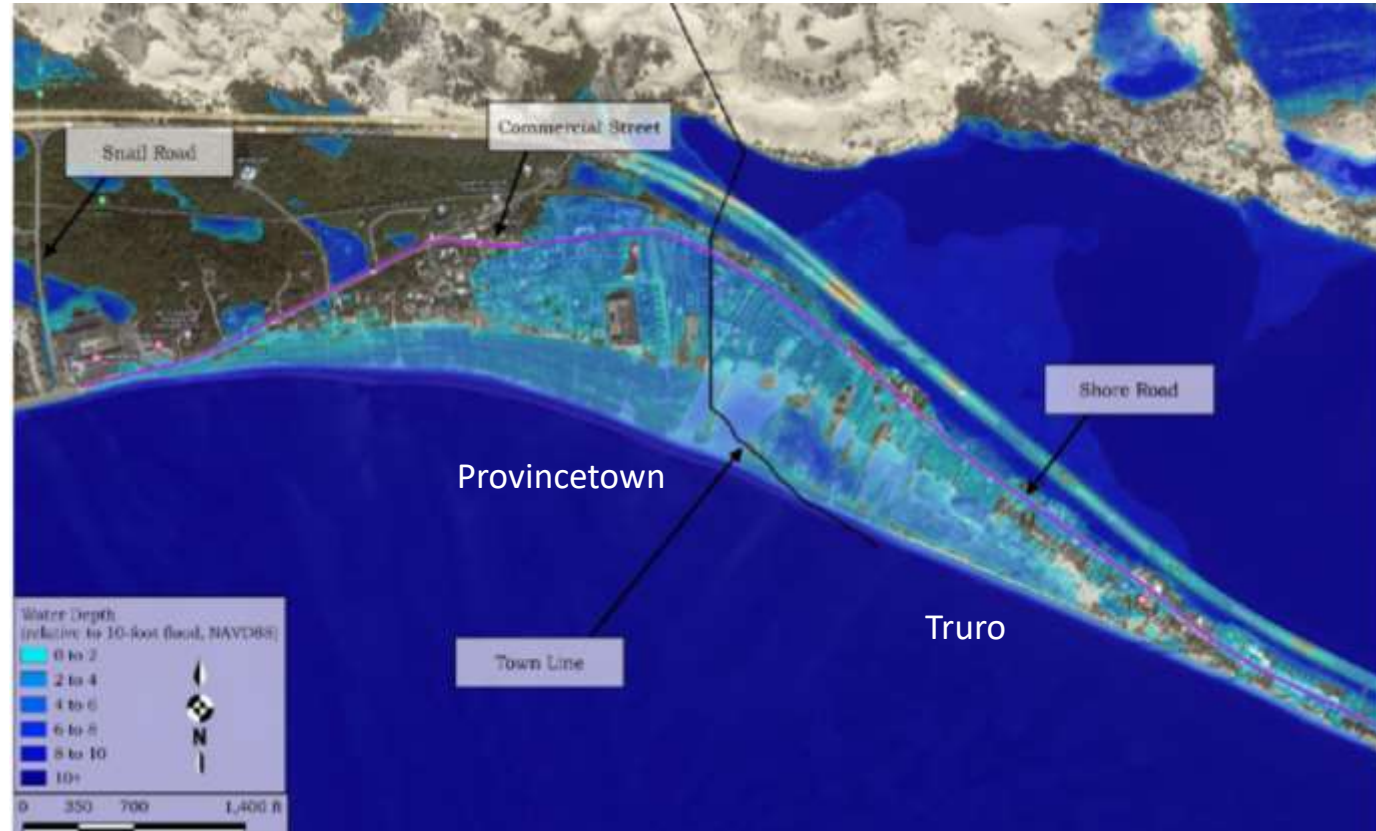 Commercial Street
Snail Road
Shore Road
Provincetown
Truro
Town Line
Water Depth
(relative to 10-foot flood, NAVD88)
0 to 2
2 to 4
4 to 6
6 to 8
8 to 10
10+
N
0 350 700 1,400 ft